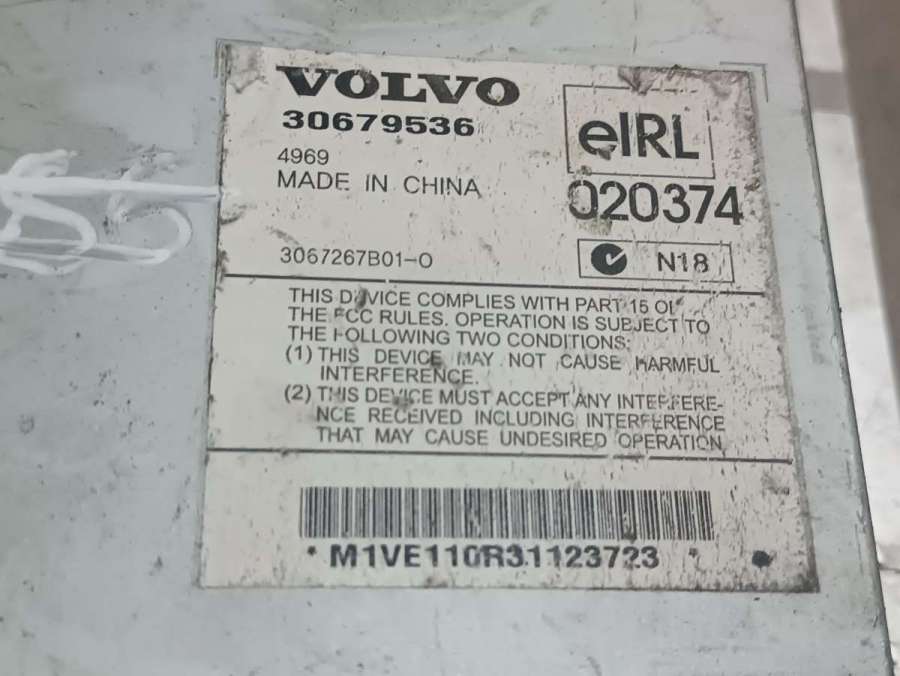 VOLVO
30679536
4969
MADE IN CHINA
eIRL
020374
3067267B01-0
N18
THIS DEVICE COMPLIES WITH PART 15 OF
THE FCC RULES. OPERATION IS SUBJECT TO
THE FOLLOWING TWO CONDITIONS:
(1) THIS DEVICE MAY NOT CAUSE HARMFUL
INTERFERENCE.
(2) THIS DEVICE MUST ACCEPT ANY INTERFERE-
NCE RECEIVED INCLUDING INTERFERENCE
THAT MAY CAUSE UNDESIRED OPERATION
* M1VE110R31123723 *